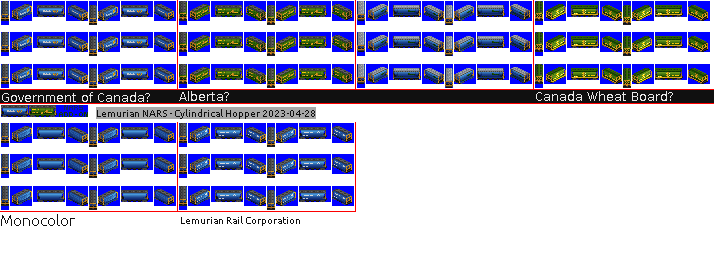 Government of Canada?
Alberta?
Canada Wheat Board?
Lemurian NARS - Cylindrical Hopper 2023-04-28
Monocolor
Lemurian Rail Corporation